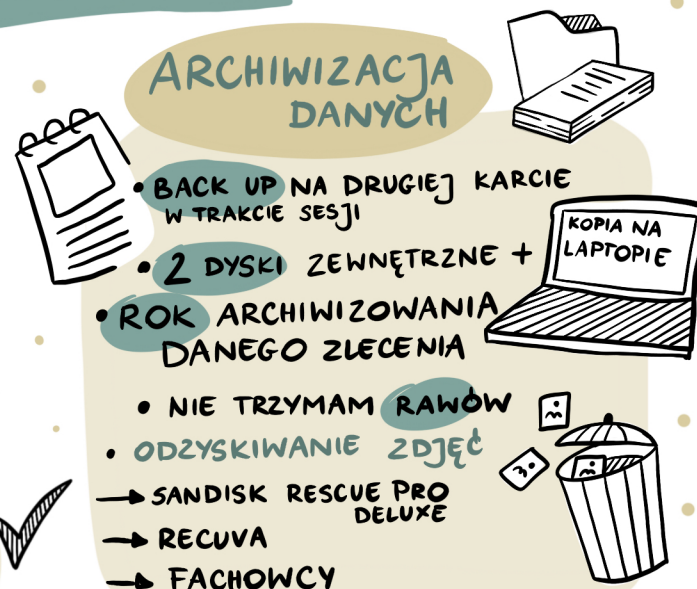 ARCHIWIZACJA
DANYCH
• BACK UP NA DRUGIEJ KARCIE
W TRAKCIE SESJI
• 2 DYSKI ZEWNĘTRZNE +
KOPIA NA
LAPTOPIE
• ROK ARCHIWIZOWANIA
DANEGO ZLECENIA
• NIE TRZYMAM RAWÓW
• ODZYSKIWANIE ZDJĘĆ
→ SANDISK RESCUE PRO
DELUXE
→ RECUVA
→ FACHOWCY